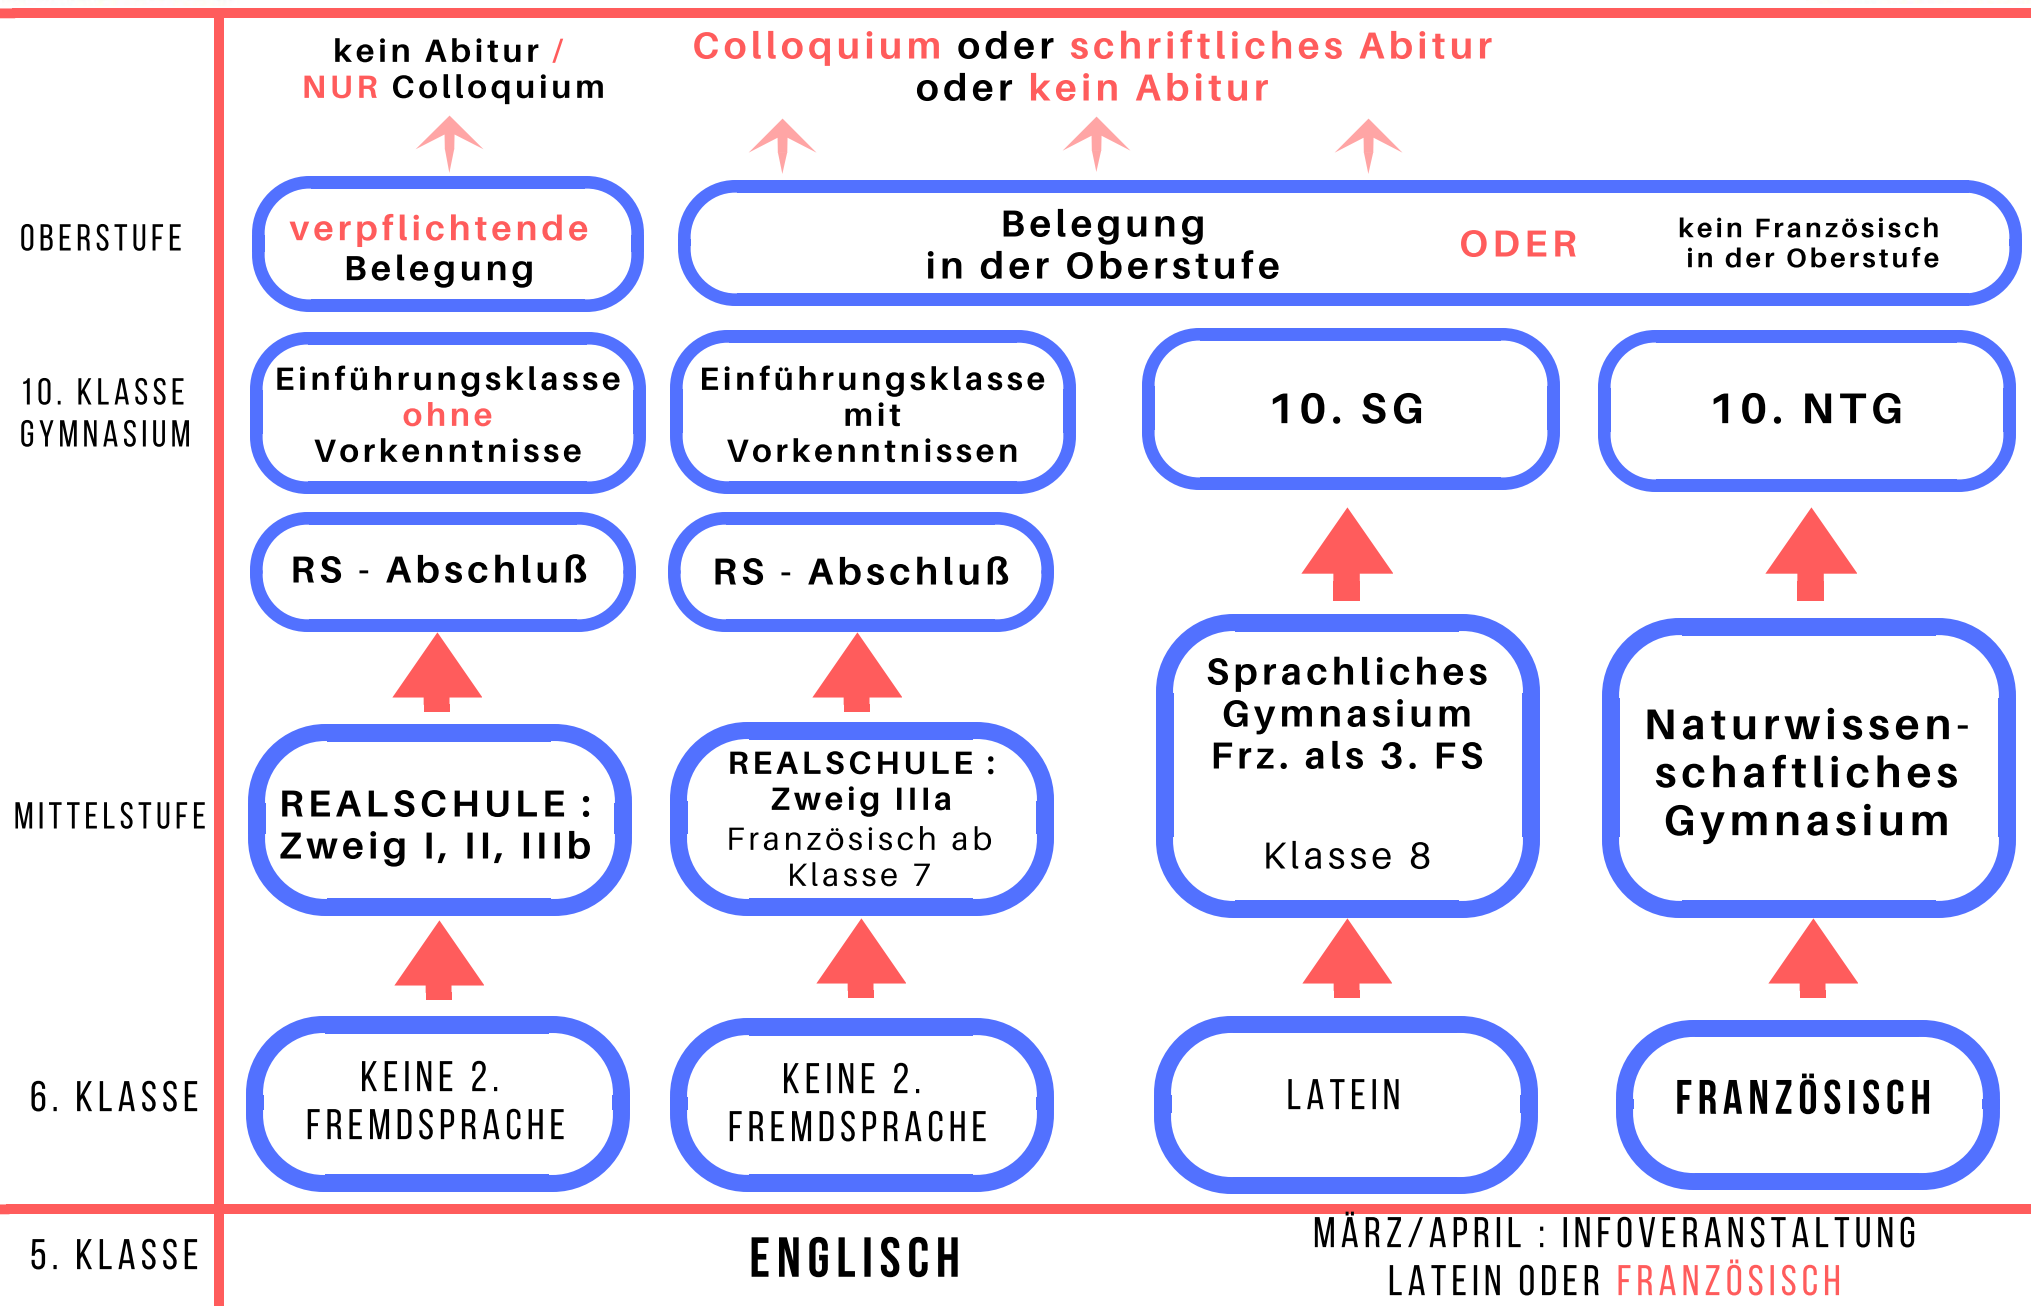 kein Abitur /
NUR Colloquium
Colloquium oder schriftliches Abitur
oder kein Abitur
OBERSTUFE
verpflichtende
Belegung
Belegung
in der Oberstufe
ODER
kein Französisch
in der Oberstufe
10. KLASSE
GYMNASIUM
Einführungsklasse
ohne
Vorkenntnisse
Einführungsklasse
mit
Vorkenntnissen
10. SG
10. NTG
RS - Abschluß
RS - Abschluß
MITTELSTUFE
REALSCHULE :
Zweig I, II, IIIb
REALSCHULE :
Zweig IIIa
Französisch ab
Klasse 7
Sprachliches
Gymnasium
Frz. als 3. FS
Klasse 8
Naturwissen-
schaftliches
Gymnasium
6. KLASSE
KEINE 2.
FREMDSPRACHE
KEINE 2.
FREMDSPRACHE
LATEIN
FRANZÖSISCH
5. KLASSE
ENGLISCH
MÄRZ/APRIL : INFOVERANSTALTUNG
LATEIN ODER FRANZÖSISCH